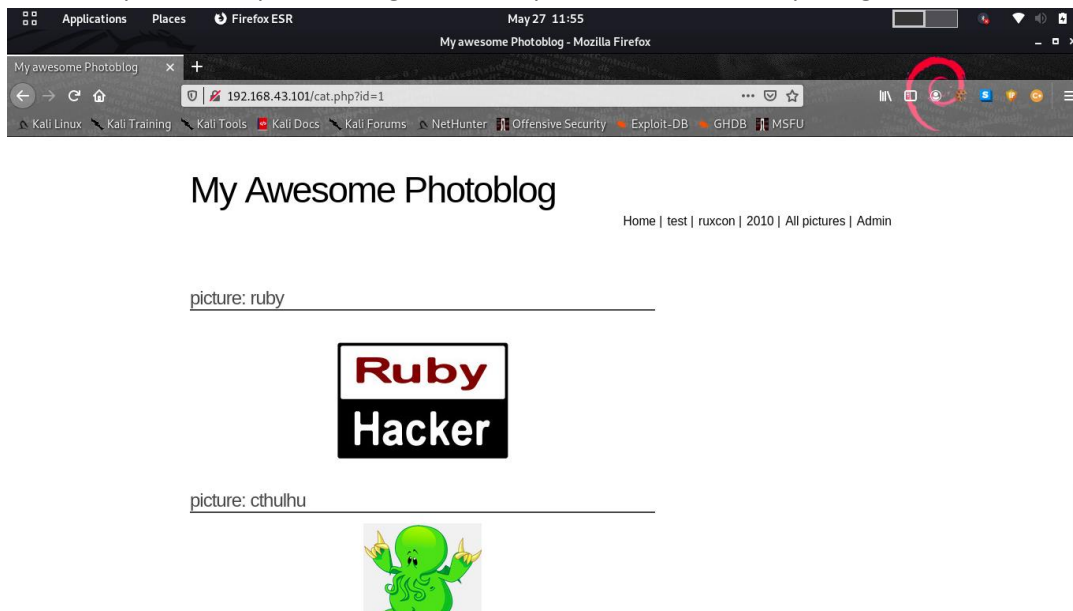 Applications Places Firefox ESR May 27 11:55
My awesome Photoblog - Mozilla Firefox
My awesome Photoblog
192.168.43.101/cat.php?id=1
Kali Linux Kali Training Kali Tools Kali Docs Kali Forums NetHunter Offensive Security Exploit-DB GHDB MSFU
My Awesome Photoblog
Home | test | ruxcon | 2010 | All pictures | Admin
picture: ruby
Ruby
Hacker
picture: cthulhu